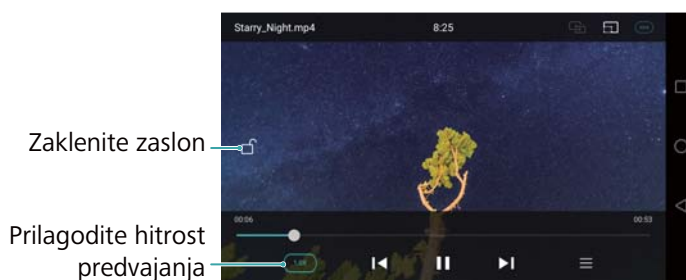 Starry_Night.mp4
8:25
Zaklenite zaslon
00:06
00:53
Prilagodite hitrost
predvajanja